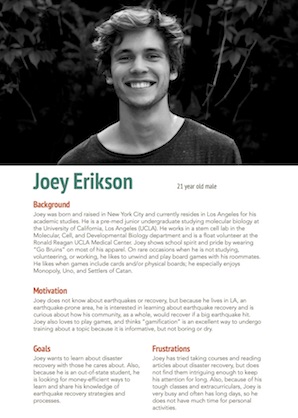 Joey Erikson
21 year old male
Background
Joey was born and raised in New York City and currently resides in Los Angeles for his
academic studies. He is a pre-med junior undergraduate studying molecular biology at
the University of California, Los Angeles (UCLA). He works in a stem cell lab in the
Molecular, Cell, and Developmental Biology department and is a float volunteer at the
Ronald Reagan UCLA Medical Center. Joey shows school spirit and pride by wearing
"Go Bruins" on most of his apparel. On rare occasions when he is not studying,
volunteering, or working, he likes to unwind and play board games with his roommates.
He likes when games include cards and/or physical boards; he especially enjoys
Monopoly, Uno, and Settlers of Catan.
Motivation
Joey does not know about earthquakes or recovery, but because he lives in LA, an
earthquake-prone area, he is interested in learning about earthquake recovery and is
curious about how his community, as a whole, would recover if a big earthquake hit.
Joey also loves to play games, and thinks "gamification" is an excellent way to undergo
training about a topic because it is informative, but not boring or dry
Goals
Joey wants to learn about disaster
recovery with those he cares about. Also,
because he is an out-of-state student, he
is looking for money-efficient ways to
learn and share his knowledge of
earthquake recovery strategies and
processes.
Frustrations
Joey has tried taking courses and reading
articles about disaster recovery, but does
not find them intriguing enough to keep
his attention for long. Also, because of his
tough classes and extracurriculars, Joey is
very busy and often has long days, so he
does not have much time for personal
activities.